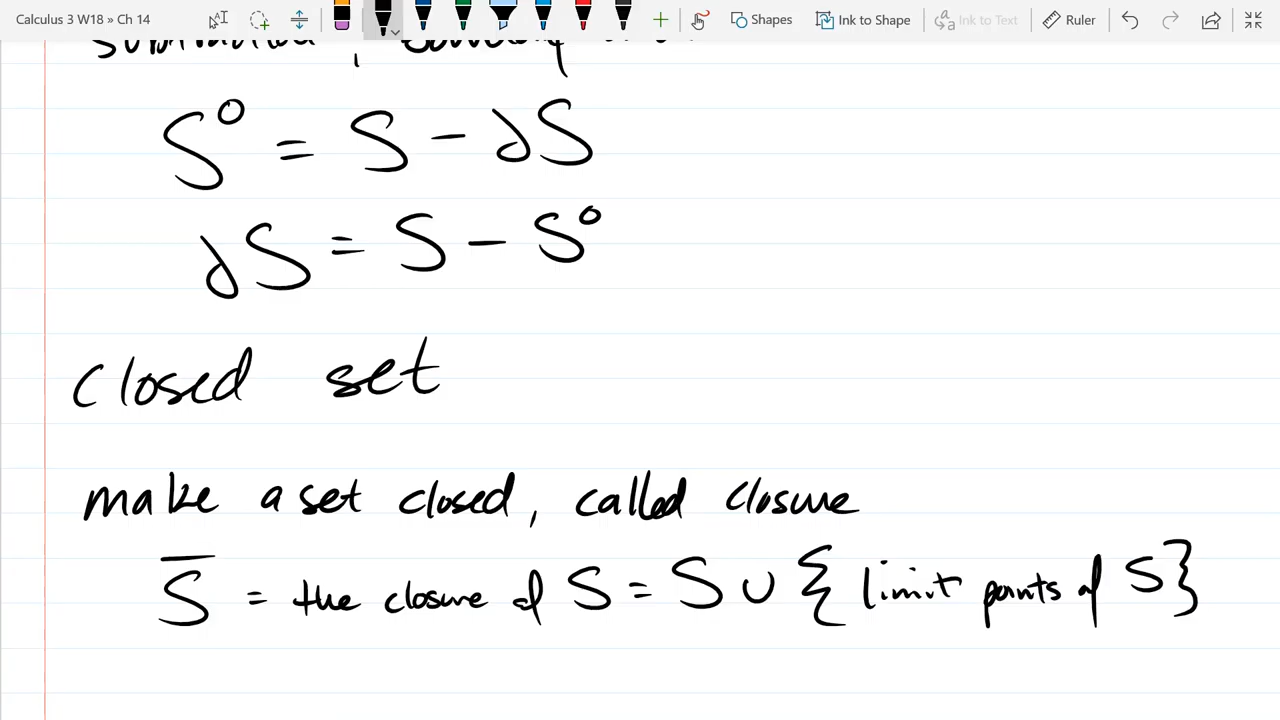 Calculus 3 W18 » Ch 14 Shapes Ink to Shape Ink to Text Ruler
S° = S - ∂S
∂S = S - S°
closed set
make a set closed, called closure
S̅ = the closure of S = S ∪ { limit points of S }